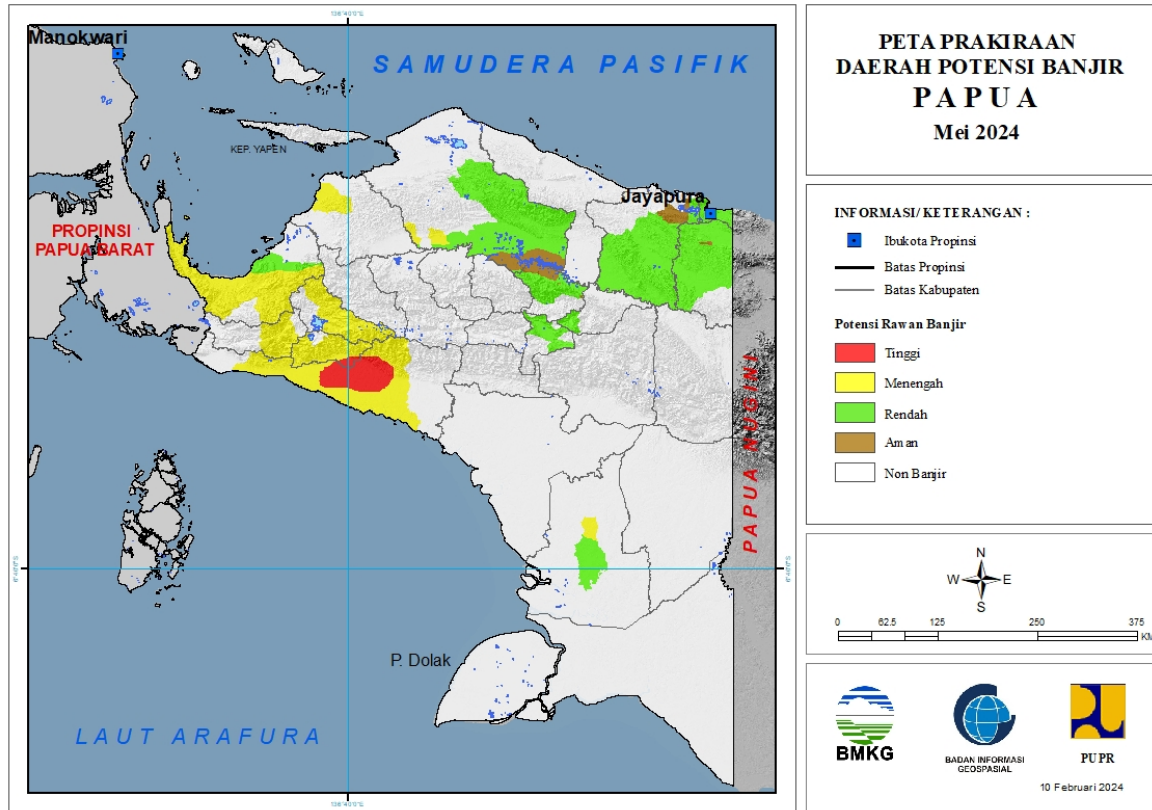 Manokwari
SAMUDERA PASIFIK
KEP. YAPEN
Jayapura
PROPINSI
PAPUA BARAT
PAPUA NUGINI
P. Dolak
LAUT ARAFURA
PETA PRAKIRAAN
DAERAH POTENSI BANJIR
PAPUA
Mei 2024
INFORMASI/ KETERANGAN :
Ibukota Propinsi
Batas Propinsi
Batas Kabupaten
Potensi Rawan Banjir
Tinggi
Menengah
Rendah
Aman
Non Banjir
N
W E
S
0 62.5 125 250 375
KM
BMKG
BADAN INFORMASI
GEOSPASIAL
PUPR
10 Februari 2024